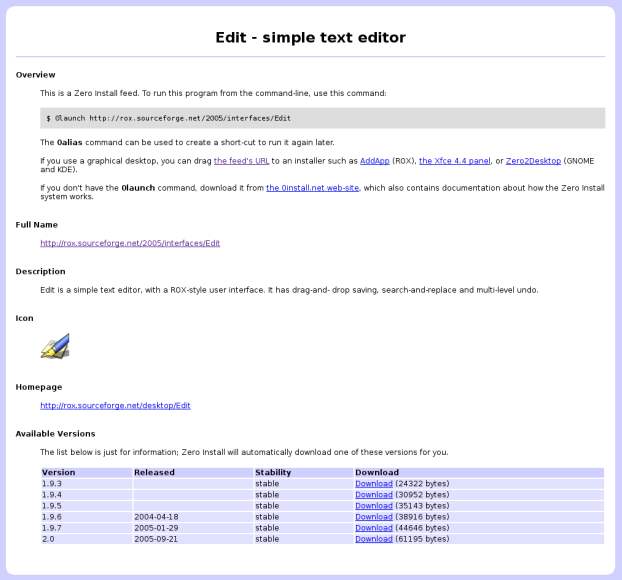 Edit - simple text editor
Overview
This is a Zero Install feed. To run this program from the command-line, use this command:
$ 0launch http://rox.sourceforge.net/2005/interfaces/Edit
The 0alias command can be used to create a short-cut to run it again later.
If you use a graphical desktop, you can drag the feed's URL to an installer such as AddApp (ROX), the Xfce 4.4 panel, or Zero2Desktop (GNOME
and KDE).
If you don't have the 0launch command, download it from the 0install.net web-site, which also contains documentation about how the Zero Install
system works.
Full Name
http://rox.sourceforge.net/2005/interfaces/Edit
Description
Edit is a simple text editor, with a ROX-style user interface. It has drag-and- drop saving, search-and-replace and multi-level undo.
Icon
Homepage
http://rox.sourceforge.net/desktop/Edit
Available Versions
The list below is just for information; Zero Install will automatically download one of these versions for you.
Version Released Stability Download
1.9.3 stable Download (24322 bytes)
1.9.4 stable Download (30952 bytes)
1.9.5 stable Download (35143 bytes)
1.9.6 2004-04-18 stable Download (38916 bytes)
1.9.7 2005-01-29 stable Download (44646 bytes)
2.0 2005-09-21 stable Download (61195 bytes)